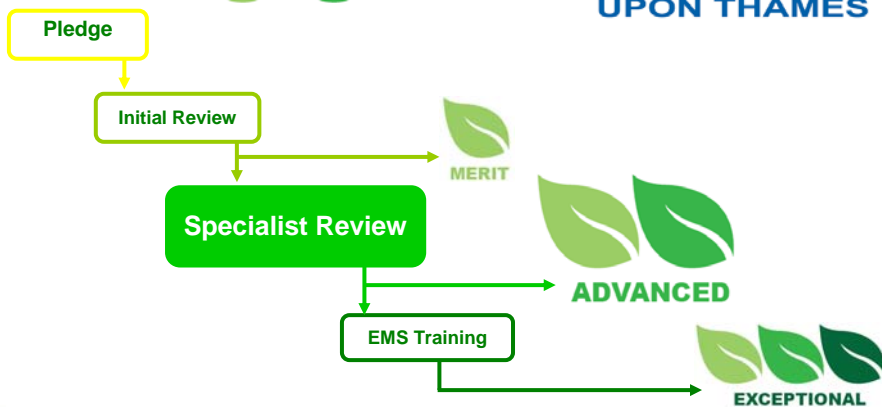 UPON THAMES
Pledge
Initial Review
MERIT
Specialist Review
ADVANCED
EMS Training
EXCEPTIONAL